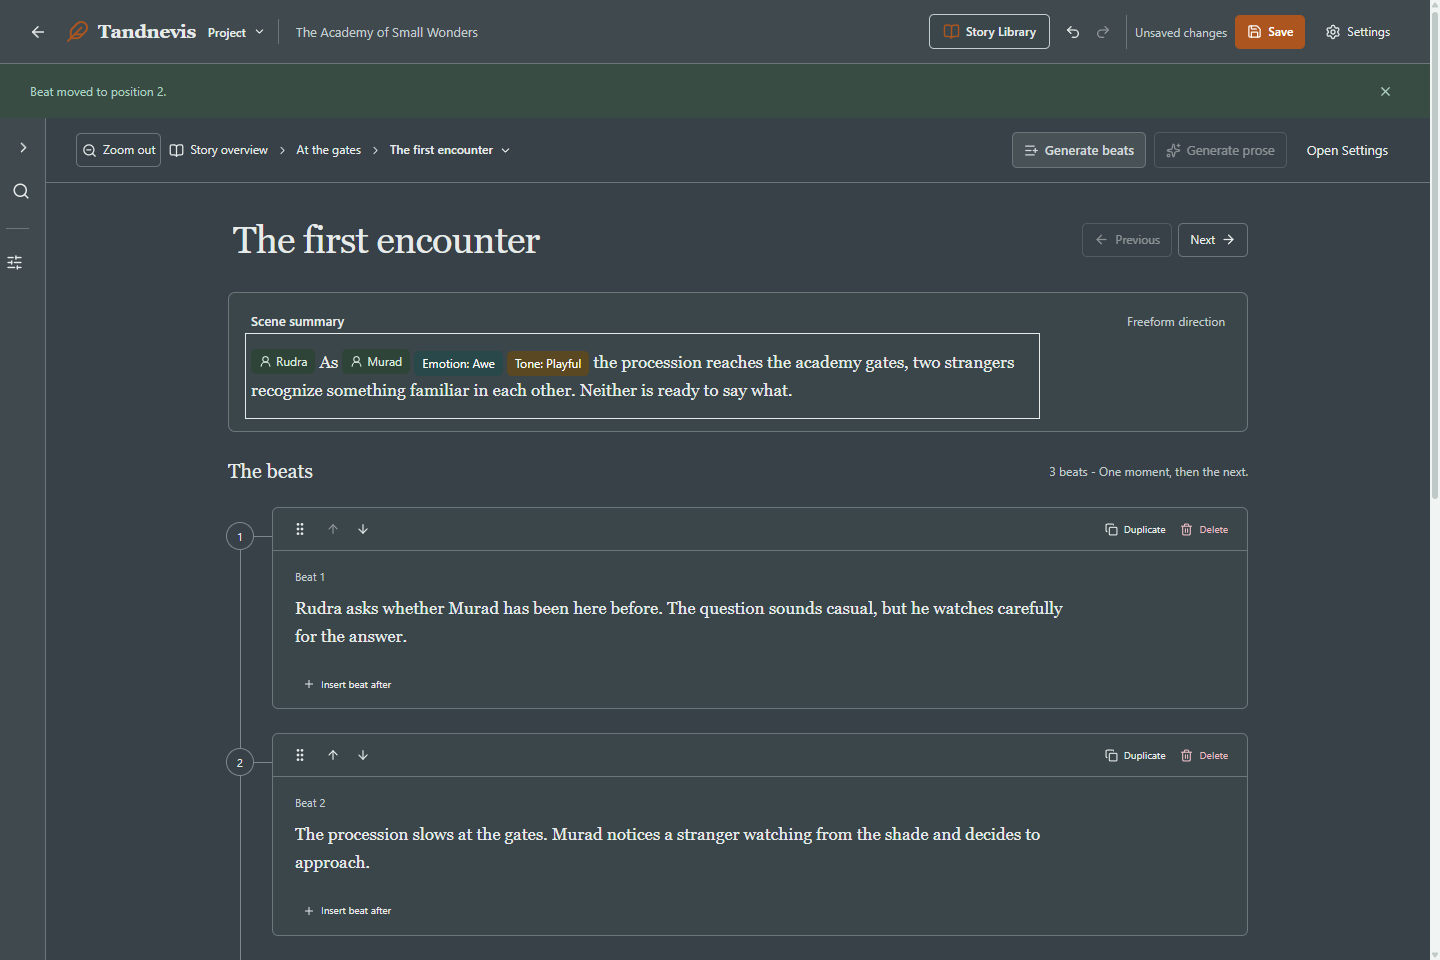 Tandnevis Project The Academy of Small Wonders Story Library Unsaved changes Save Settings
Beat moved to position 2.
Zoom out Story overview At the gates The first encounter Generate beats Generate prose Open Settings
The first encounter Previous Next
Scene summary Freeform direction
Rudra As Murad Emotion: Awe Tone: Playful the procession reaches the academy gates, two strangers
recognize something familiar in each other. Neither is ready to say what.
The beats 3 beats - One moment, then the next.
1 Duplicate Delete
Beat 1
Rudra asks whether Murad has been here before. The question sounds casual, but he watches carefully
for the answer.
Insert beat after
2 Duplicate Delete
Beat 2
The procession slows at the gates. Murad notices a stranger watching from the shade and decides to
approach.
Insert beat after